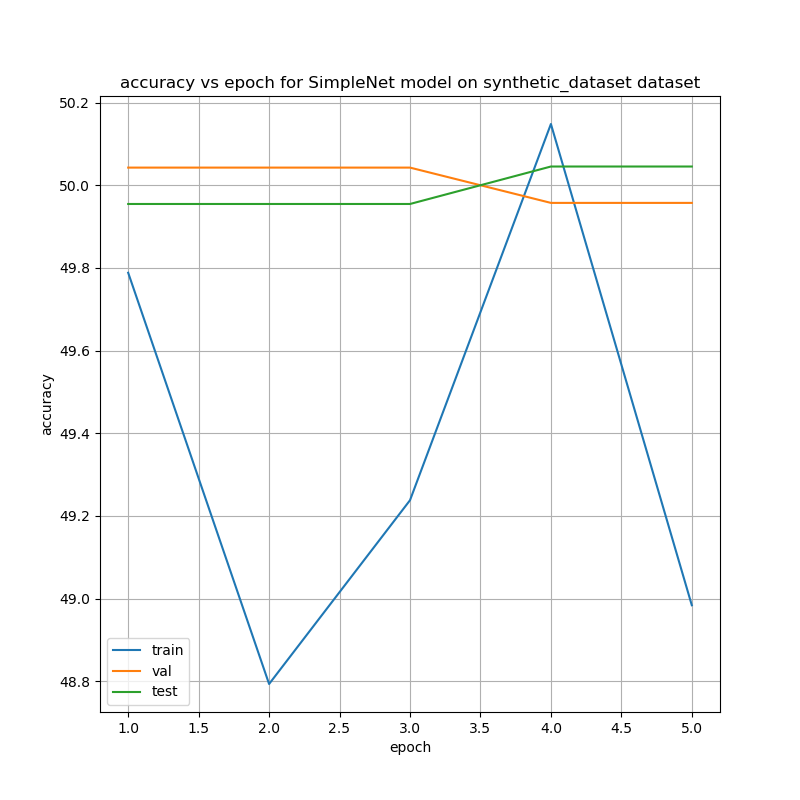 accuracy vs epoch for SimpleNet model on synthetic_dataset dataset
50.2
50.0
49.8
49.6
49.4
49.2
49.0
48.8
accuracy
train
val
test
1.0 1.5 2.0 2.5 3.0 3.5 4.0 4.5 5.0
epoch